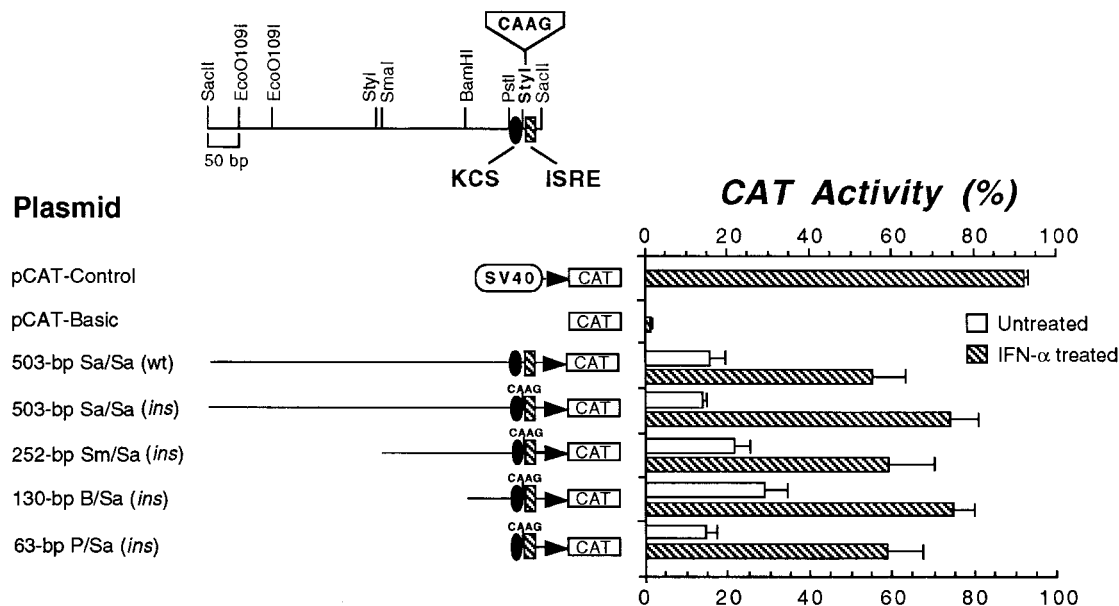 CAAG
SacII
EcoO109I
EcoO109I
StyI
SmaI
BamHI
PstI
StyI
SacII
50 bp
KCS
ISRE
Plasmid
CAT Activity (%)
0 20 40 60 80 100
pCAT-Control
SV40
CAT
pCAT-Basic
CAT
Untreated
IFN-α treated
503-bp Sa/Sa (wt)
CAT
503-bp Sa/Sa (ins)
CAAG
CAT
252-bp Sm/Sa (ins)
CAAG
CAT
130-bp B/Sa (ins)
CAAG
CAT
63-bp P/Sa (ins)
CAAG
CAT
0 20 40 60 80 100